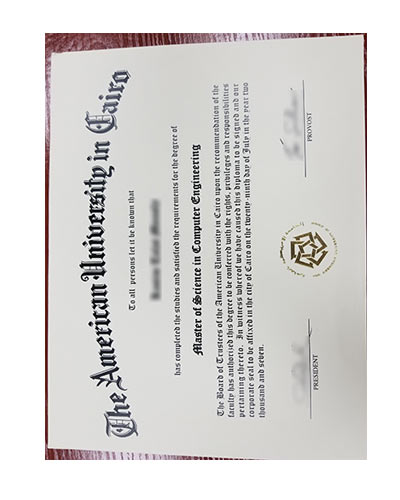 The American University in Cairo
To all persons let it be known that
has completed the studies and satisfied the requirements for the degree of
Master of Science in Computer Engineering
The Board of Trustees of the American University in Cairo upon the recommendation of the
faculty has authorized this degree to be conferred with the rights, privileges and responsibilities
pertaining thereto. In witness whereof we have caused this diploma to be signed and our
corporate seal to be affixed in the city of Cairo on the twenty-ninth day of July in the year two
thousand and seven.
PRESIDENT
PROVOST